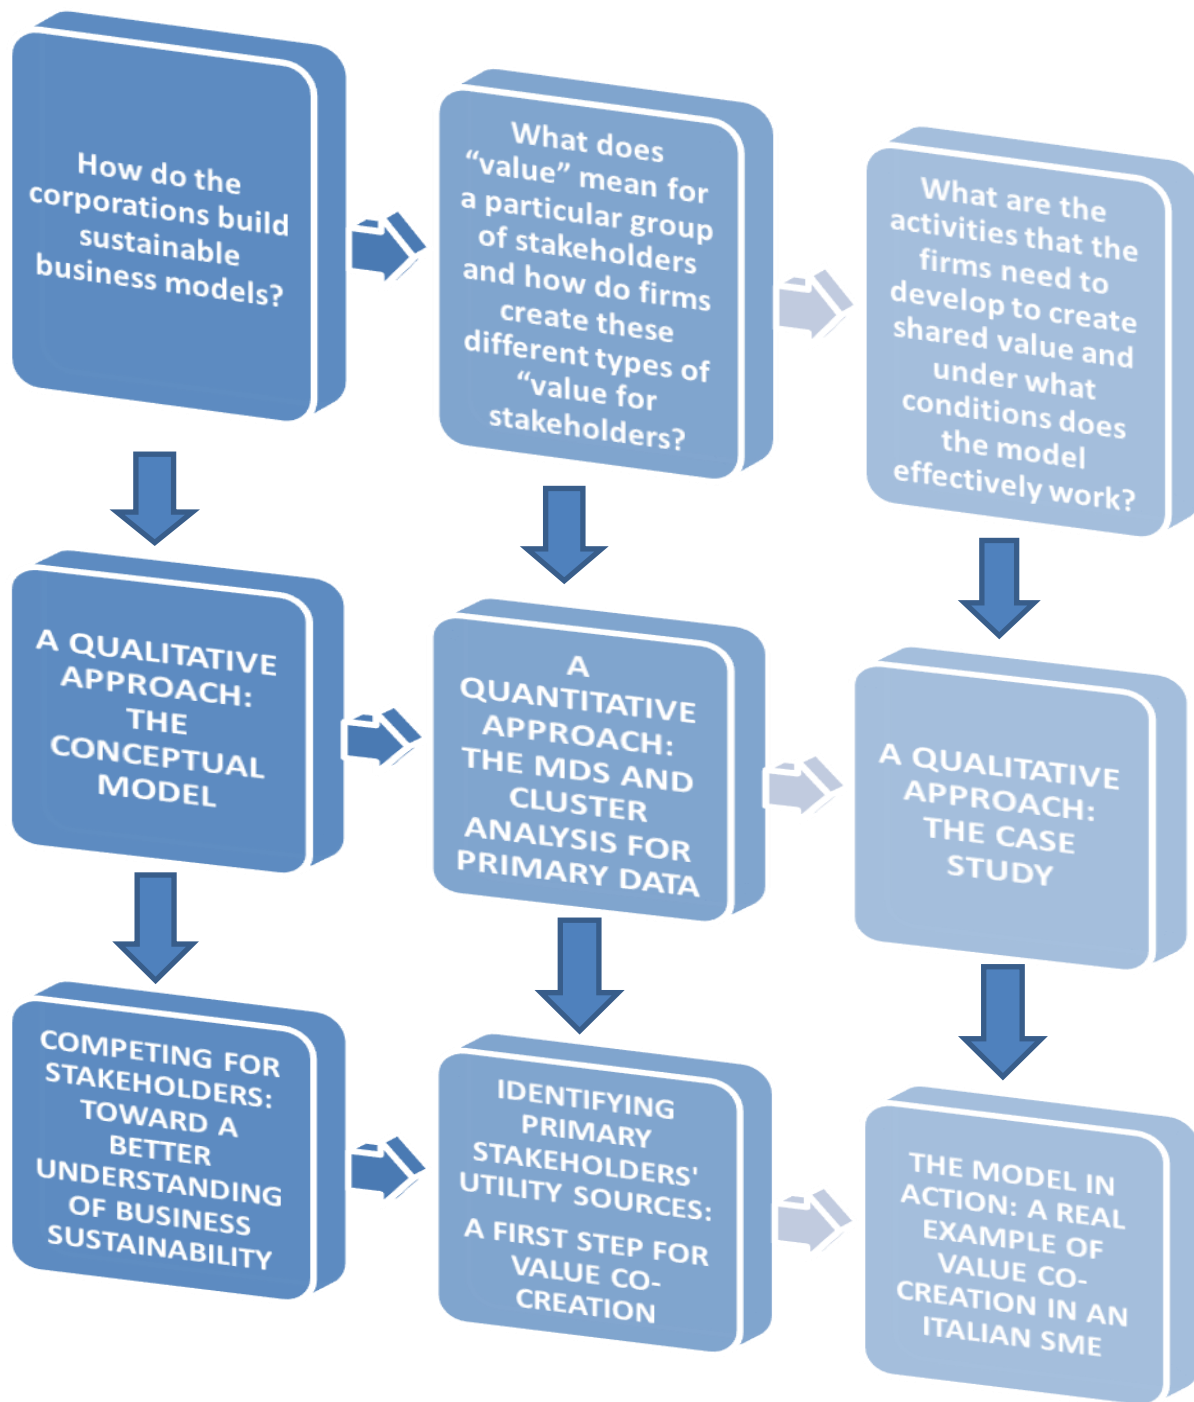 How do the
corporations build
sustainable
business models?
What does
“value” mean for
a particular group
of stakeholders
and how do firms
create these
different types of
“value for
stakeholders?
What are the
activities that the
firms need to
develop to create
shared value and
under what
conditions does
the model
effectively work?
A QUALITATIVE
APPROACH:
THE
CONCEPTUAL
MODEL
A
QUANTITATIVE
APPROACH:
THE MDS AND
CLUSTER
ANALYSIS FOR
PRIMARY DATA
A QUALITATIVE
APPROACH:
THE CASE
STUDY
COMPETING FOR
STAKEHOLDERS:
TOWARD A
BETTER
UNDERSTANDING
OF BUSINESS
SUSTAINABILITY
IDENTIFYING
PRIMARY
STAKEHOLDERS'
UTILITY SOURCES:
A FIRST STEP FOR
VALUE CO-
CREATION
THE MODEL IN
ACTION: A REAL
EXAMPLE OF
VALUE CO-
CREATION IN AN
ITALIAN SME